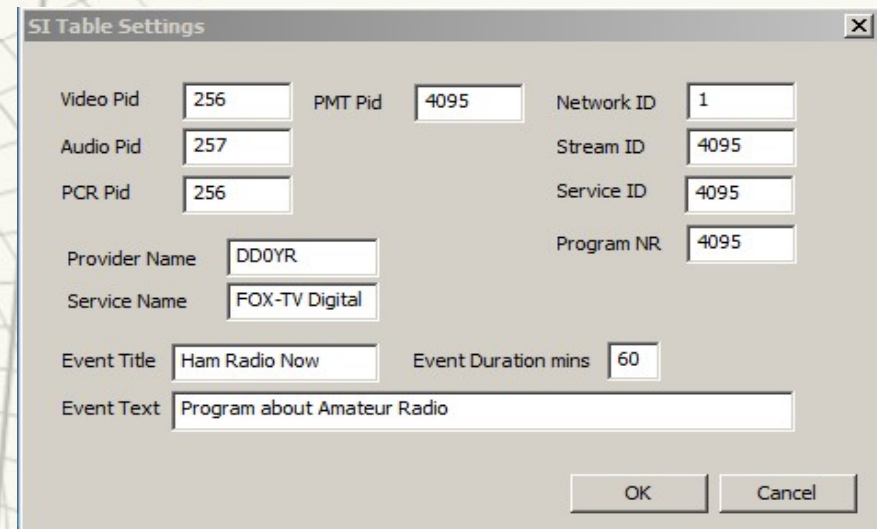 SI Table Settings
Video Pid 256 PMT Pid 4095 Network ID 1
Audio Pid 257 Stream ID 4095
PCR Pid 256 Service ID 4095
Program NR 4095
Provider Name DD0YR
Service Name FOX-TV Digital
Event Title Ham Radio Now Event Duration mins 60
Event Text Program about Amateur Radio
OK Cancel